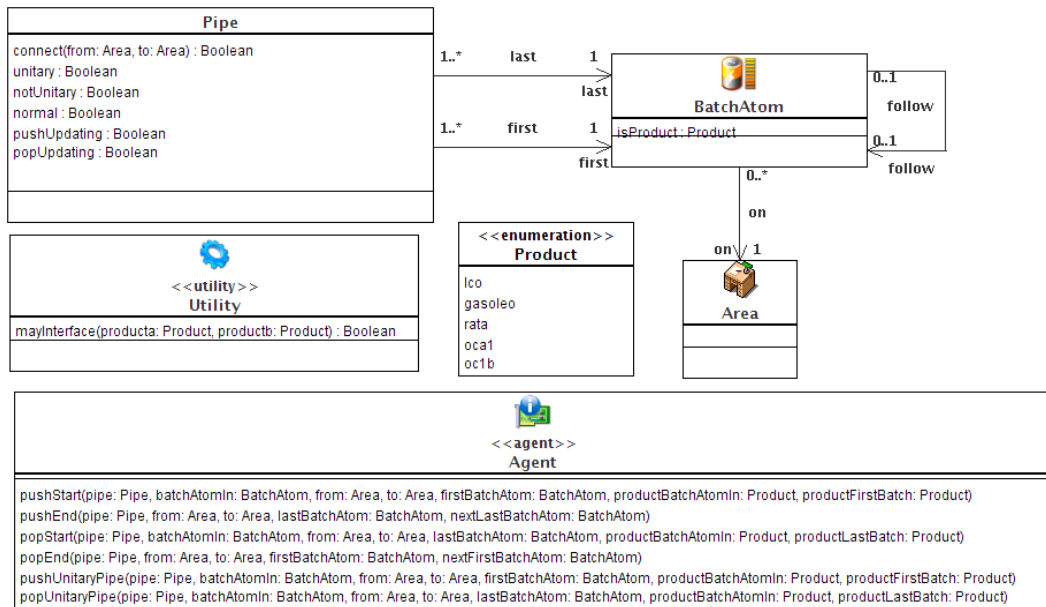 Pipe
connect(from: Area, to: Area) : Boolean
unitary : Boolean
notUnitary : Boolean
normal : Boolean
pushUpdating : Boolean
popUpdating : Boolean
1..* last 1
last
1..* first 1
first
BatchAtom
isProduct : Product
0..1
follow
0..1
follow
0..*
on
on 1
Area
<<enumeration>>
Product
lco
gasoleo
rata
oca1
oc1b
<<utility>>
Utility
mayInterface(producta: Product, productb: Product) : Boolean
<<agent>>
Agent
pushStart(pipe: Pipe, batchAtomIn: BatchAtom, from: Area, to: Area, firstBatchAtom: BatchAtom, productBatchAtomIn: Product, productFirstBatch: Product)
pushEnd(pipe: Pipe, from: Area, to: Area, lastBatchAtom: BatchAtom, nextLastBatchAtom: BatchAtom)
popStart(pipe: Pipe, batchAtomIn: BatchAtom, from: Area, to: Area, lastBatchAtom: BatchAtom, productBatchAtomIn: Product, productLastBatch: Product)
popEnd(pipe: Pipe, from: Area, to: Area, firstBatchAtom: BatchAtom, nextFirstBatchAtom: BatchAtom)
pushUnitaryPipe(pipe: Pipe, batchAtomIn: BatchAtom, from: Area, to: Area, firstBatchAtom: BatchAtom, productBatchAtomIn: Product, productFirstBatch: Product)
popUnitaryPipe(pipe: Pipe, batchAtomIn: BatchAtom, from: Area, to: Area, lastBatchAtom: BatchAtom, productBatchAtomIn: Product, productLastBatch: Product)